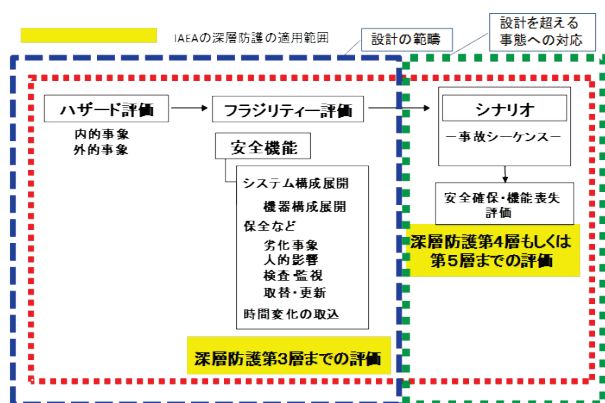 IAEAの深層防護の適用範囲
設計の範疇
設計を超える
事態への対応
ハザード評価
内的事象
外的事象
フラジリティー評価
安全機能
システム構成展開
機器構成展開
保全など
劣化事象
人的影響
検査・監視
取替・更新
時間変化の取込
深層防護第3層までの評価
シナリオ
－事故シーケンス－
安全確保・機能喪失
評価
深層防護第4層もしくは
第5層までの評価